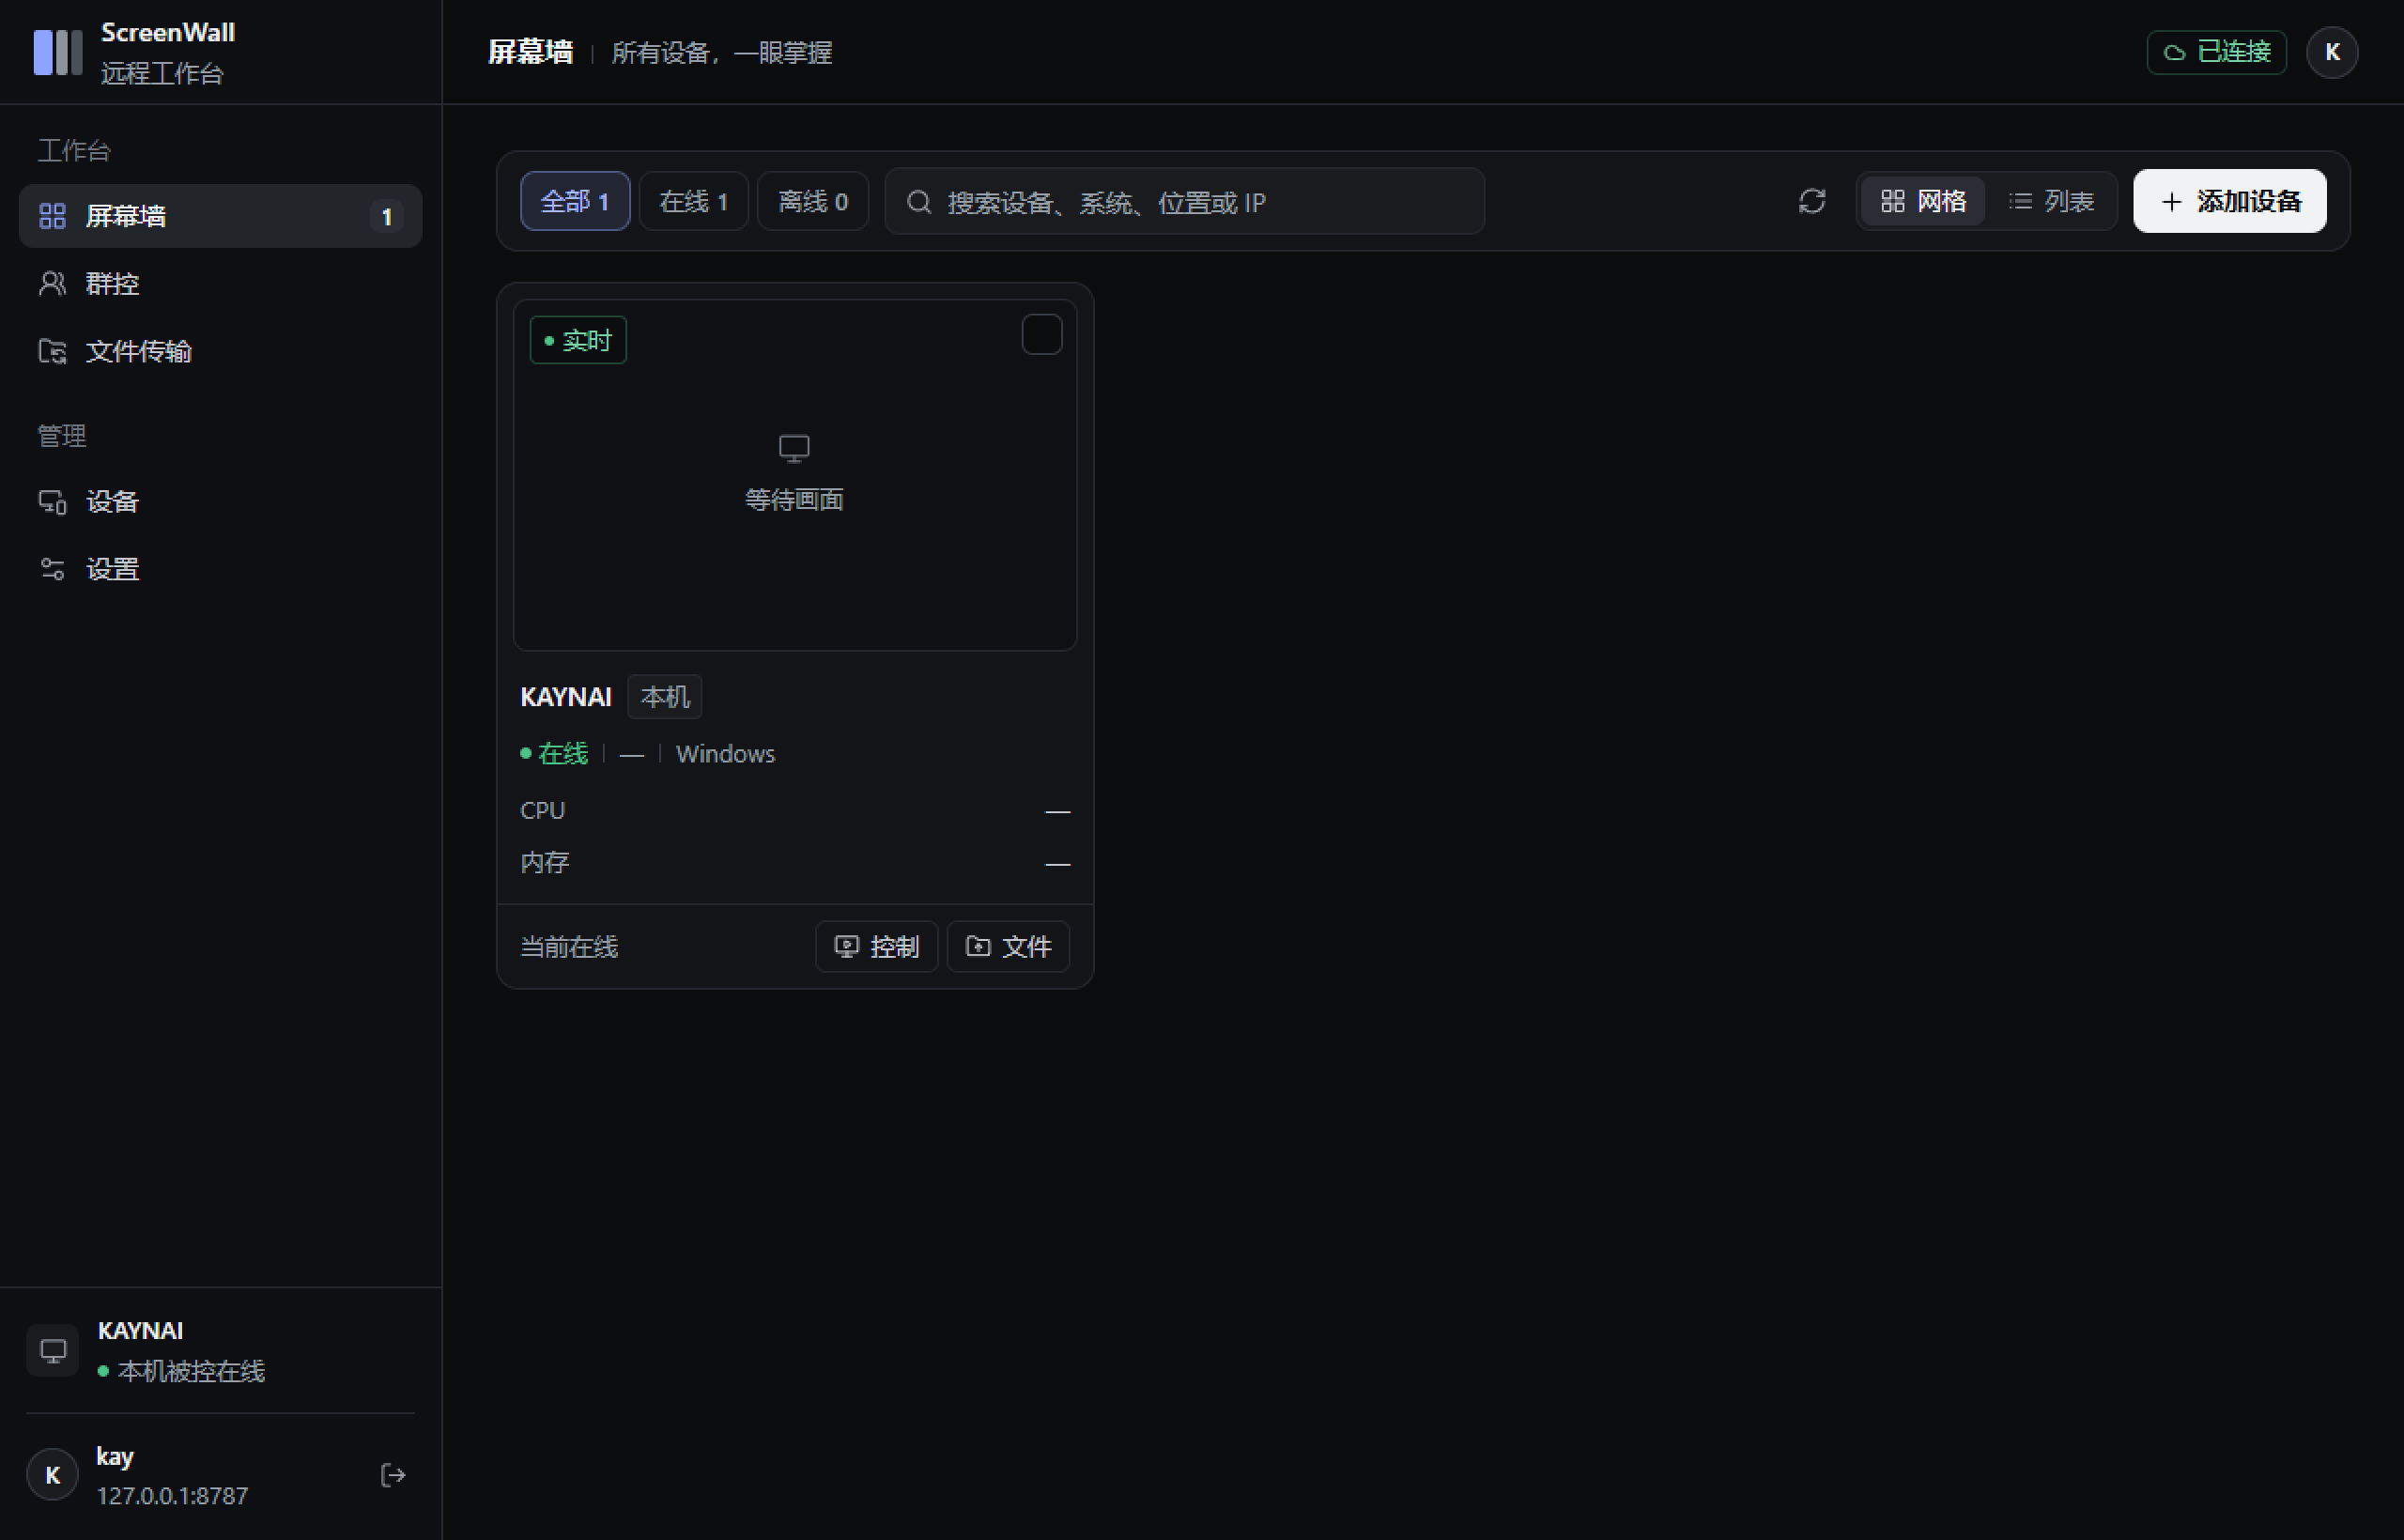 ScreenWall
远程工作台
工作台
屏幕墙 1
群控
文件传输
管理
设备
设置
KAYNAI
本机被控在线
K
kay
127.0.0.1:8787
屏幕墙 所有设备，一眼掌握
已连接 K
全部 1 在线 1 离线 0 搜索设备、系统、位置或 IP 网格 列表 + 添加设备
实时
等待画面
KAYNAI 本机
在线 — Windows
CPU —
内存 —
当前在线 控制 文件